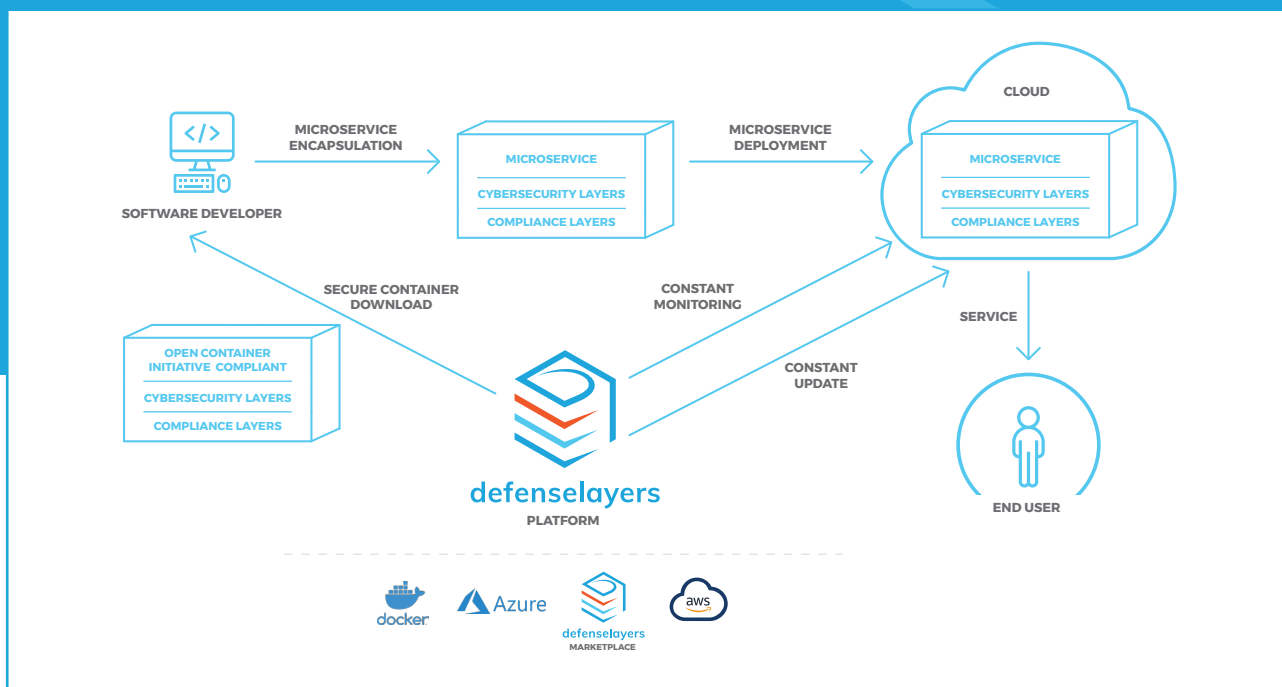 CLOUD
</>
MICROSERVICE
ENCAPSULATION
MICROSERVICE
CYBERSECURITY LAYERS
COMPLIANCE LAYERS
MICROSERVICE
DEPLOYMENT
MICROSERVICE
CYBERSECURITY LAYERS
COMPLIANCE LAYERS
SOFTWARE DEVELOPER
SECURE CONTAINER
DOWNLOAD
CONSTANT
MONITORING
SERVICE
OPEN CONTAINER
INITIATIVE COMPLIANT
CYBERSECURITY LAYERS
COMPLIANCE LAYERS
CONSTANT
UPDATE
defenselayers
PLATFORM
END USER
docker
Azure
defenselayers
MARKETPLACE
aws